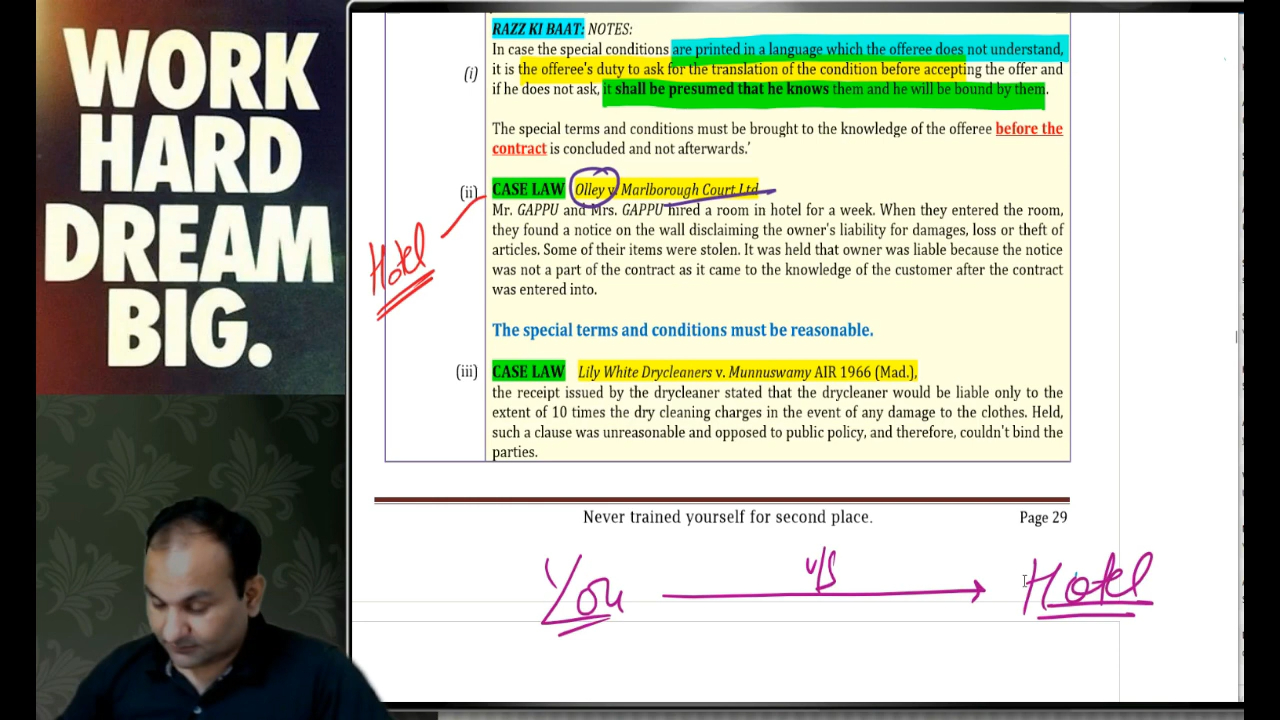 WORK
HARD
DREAM
BIG.
RAZZ KI BAAT: NOTES:
In case the special conditions are printed in a language which the offeree does not understand,
(i) it is the offeree's duty to ask for the translation of the condition before accepting the offer and
if he does not ask, it shall be presumed that he knows them and he will be bound by them.
The special terms and conditions must be brought to the knowledge of the offeree before the
contract is concluded and not afterwards.’
(ii) CASE LAW Olley v. Marlborough Court Ltd
Mr. GAPPU and Mrs. GAPPU hired a room in hotel for a week. When they entered the room,
they found a notice on the wall disclaiming the owner's liability for damages, loss or theft of
articles. Some of their items were stolen. It was held that owner was liable because the notice
was not a part of the contract as it came to the knowledge of the customer after the contract
was entered into.
Hotel
The special terms and conditions must be reasonable.
(iii) CASE LAW Lily White Drycleaners v. Munnuswamy AIR 1966 (Mad.),
the receipt issued by the drycleaner stated that the drycleaner would be liable only to the
extent of 10 times the dry cleaning charges in the event of any damage to the clothes. Held,
such a clause was unreasonable and opposed to public policy, and therefore, couldn't bind the
parties.
Never trained yourself for second place. Page 29
You v/s Hotel